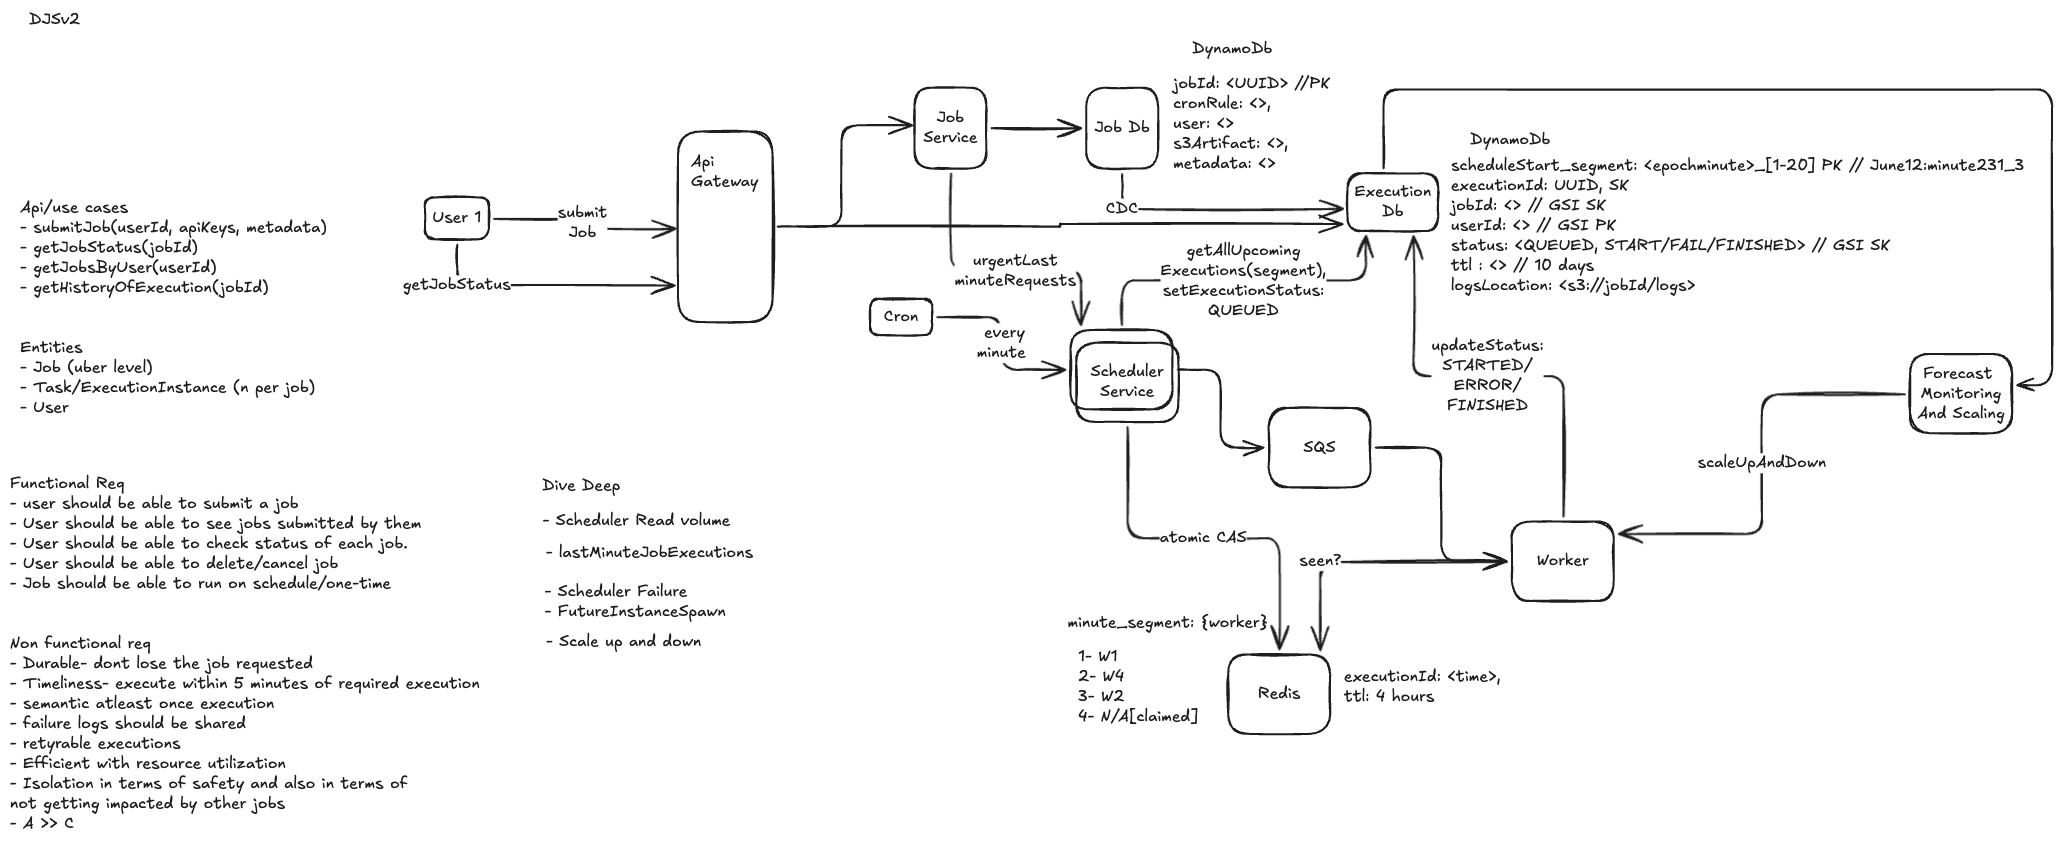 DJSv2
DynamoDb
jobId: <UUID> //PK
cronRule: <>,
user: <>
s3Artifact: <>,
metadata: <>
Job
Service
Job Db
CDC
Api
Gateway
User 1
submit
Job
getJobStatus
Api/use cases
- submitJob(userId, apiKeys, metadata)
- getJobStatus(jobId)
- getJobsByUser(userId)
- getHistoryOfExecution(jobId)
Entities
- Job (uber level)
- Task/ExecutionInstance (n per job)
- User
Execution
Db
DynamoDb
scheduleStart_segment: <epochminute>_[1-20] PK // June12:minute231_3
executionId: UUID, SK
jobId: <> // GSI SK
userId: <> // GSI PK
status: <QUEUED, START/FAIL/FINISHED> // GSI SK
ttl : <> // 10 days
logsLocation: <s3://jobId/logs>
urgentLast
minuteRequests
getAllUpcoming
Executions(segment),
setExecutionStatus:
QUEUED
Cron
every
minute
Scheduler
Service
updateStatus:
STARTED/
ERROR/
FINISHED
Forecast
Monitoring
And Scaling
scaleUpAndDown
SQS
Worker
atomic CAS
seen?
minute_segment: {worker}
1- W1
2- W4
3- W2
4- N/A[claimed]
Redis
executionId: <time>,
ttl: 4 hours
Functional Req
- user should be able to submit a job
- User should be able to see jobs submitted by them
- User should be able to check status of each job.
- User should be able to delete/cancel job
- Job should be able to run on schedule/one-time
Dive Deep
- Scheduler Read volume
- lastMinuteJobExecutions
- Scheduler Failure
- FutureInstanceSpawn
- Scale up and down
Non functional req
- Durable- dont lose the job requested
- Timeliness- execute within 5 minutes of required execution
- semantic atleast once execution
- failure logs should be shared
- retyrable executions
- Efficient with resource utilization
- Isolation in terms of safety and also in terms of
not getting impacted by other jobs
- A >> C